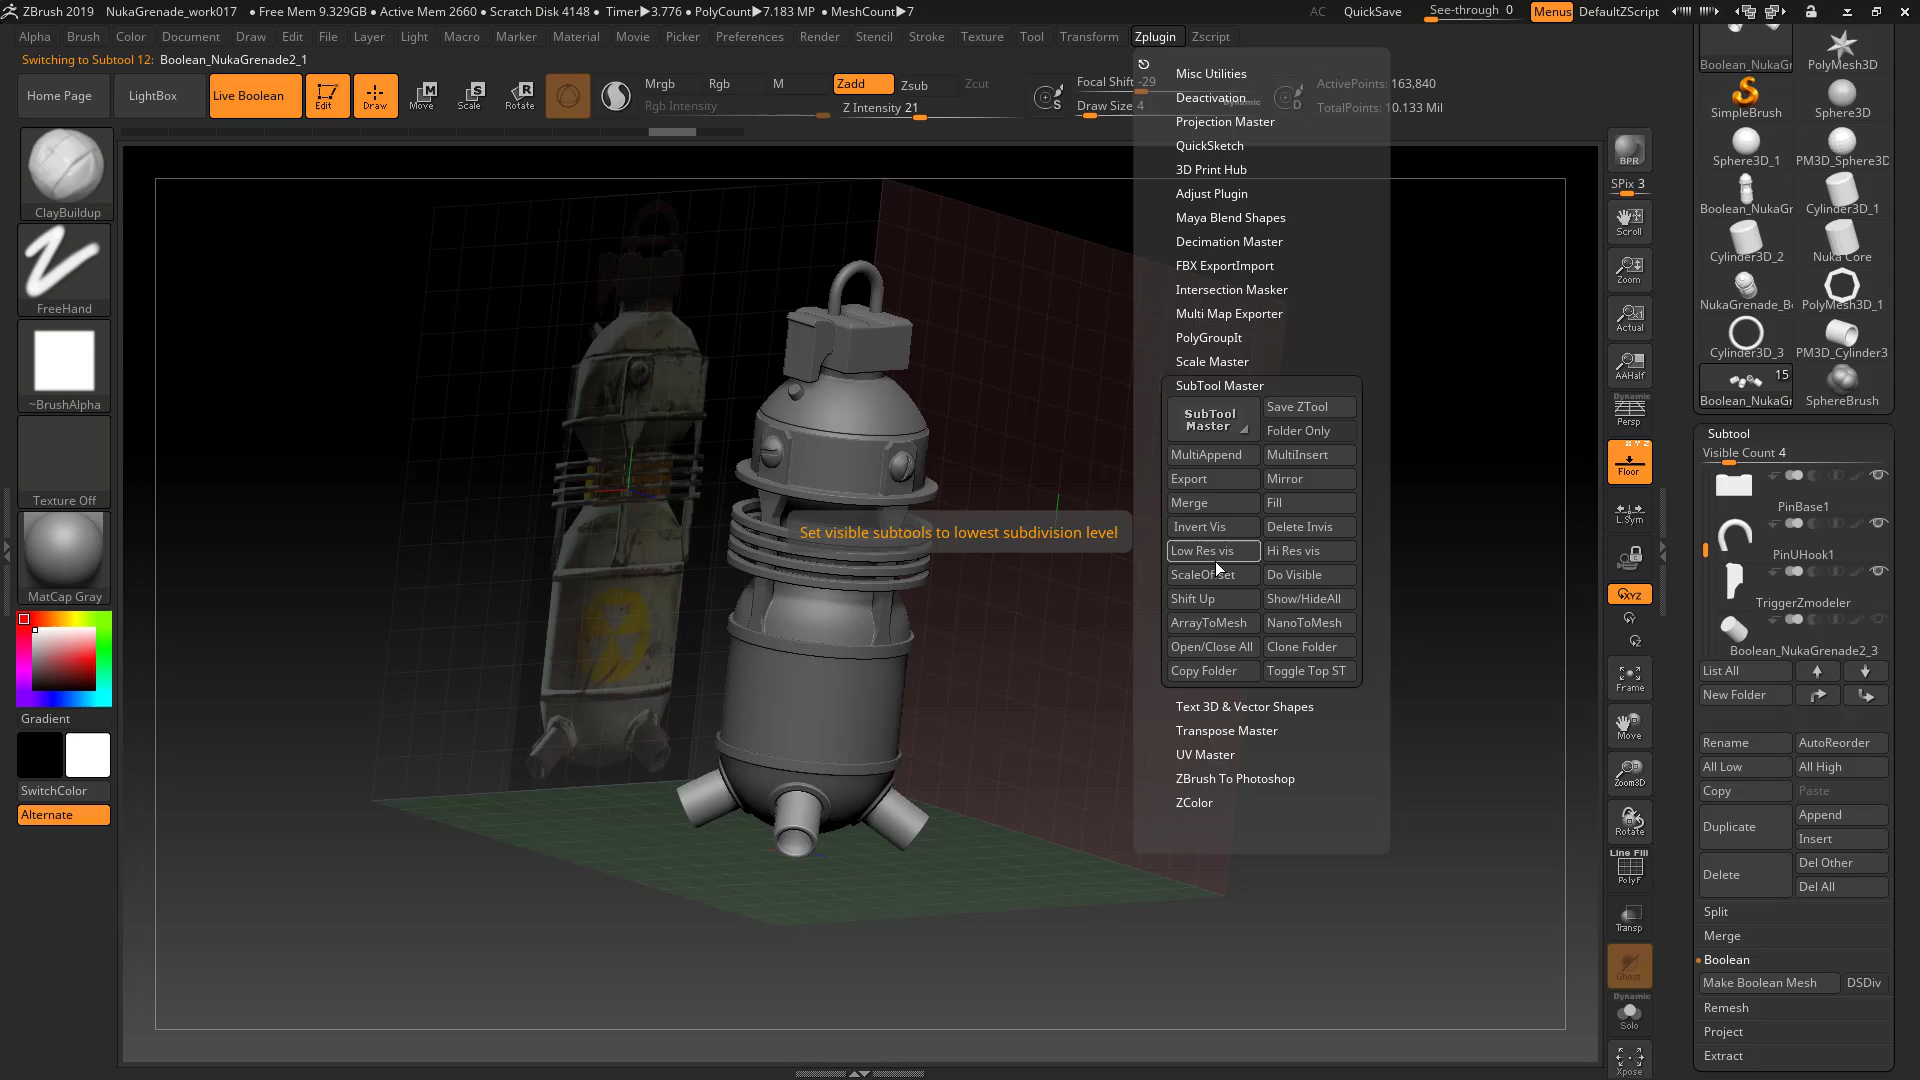 ZBrush 2019 NukaGrenade_work017 • Free Mem 9.329GB • Active Mem 2660 • Scratch Disk 4148 • Timer▶3.776 • PolyCount▶7.183 MP • MeshCount▶7 AC QuickSave See-through 0 Menus DefaultZScript
Alpha Brush Color Document Draw Edit File Layer Light Macro Marker Material Movie Picker Preferences Render Stencil Stroke Texture Tool Transform Zplugin Zscript
Switching to Subtool 12: Boolean_NukaGrenade2_1
Home Page LightBox Live Boolean Edit Draw Move Scale Rotate
Mrgb Rgb M Zadd Zsub Zcut
Rgb Intensity Z Intensity 21
Focal Shift -29
Draw Size 4 Dynamic
S D
ActivePoints: 163,840
TotalPoints: 10.133 Mil
ClayBuildup
FreeHand
~BrushAlpha
Texture Off
MatCap Gray
Gradient
SwitchColor
Alternate
Set visible subtools to lowest subdivision level
Misc Utilities
Deactivation
Projection Master
QuickSketch
3D Print Hub
Adjust Plugin
Maya Blend Shapes
Decimation Master
FBX ExportImport
Intersection Masker
Multi Map Exporter
PolyGroupIt
Scale Master
SubTool Master
SubTool Master Save ZTool
Folder Only
MultiAppend MultiInsert
Export Mirror
Merge Fill
Invert Vis Delete Invis
Low Res vis Hi Res vis
ScaleOffset Do Visible
Shift Up Show/HideAll
ArrayToMesh NanoToMesh
Open/Close All Clone Folder
Copy Folder Toggle Top ST
Text 3D & Vector Shapes
Transpose Master
UV Master
ZBrush To Photoshop
ZColor
BPR
SPix 3
Scroll
Zoom
Actual
AAHalf
Dynamic
Persp
X Y Z
Floor
L.Sym
XYZ
Y
Z
Frame
Move
Zoom3D
Rotate
Line Fill
PolyF
Transp
Ghost
Dynamic
Solo
Xpose
Boolean_NukaGr PolyMesh3D
SimpleBrush Sphere3D
Sphere3D_1 PM3D_Sphere3D
Boolean_NukaGr Cylinder3D_1
Cylinder3D_2 Nuka Core
NukaGrenade_Bo PolyMesh3D_1
Cylinder3D_3 PM3D_Cylinder3
15
Boolean_NukaGr SphereBrush
Subtool
Visible Count 4
PinBase1
PinUHook1
TriggerZmodeler
Boolean_NukaGrenade2_3
List All
New Folder
Rename AutoReorder
All Low All High
Copy Paste
Duplicate Append
Insert
Delete Del Other
Del All
Split
Merge
Boolean
Make Boolean Mesh DSDiv
Remesh
Project
Extract